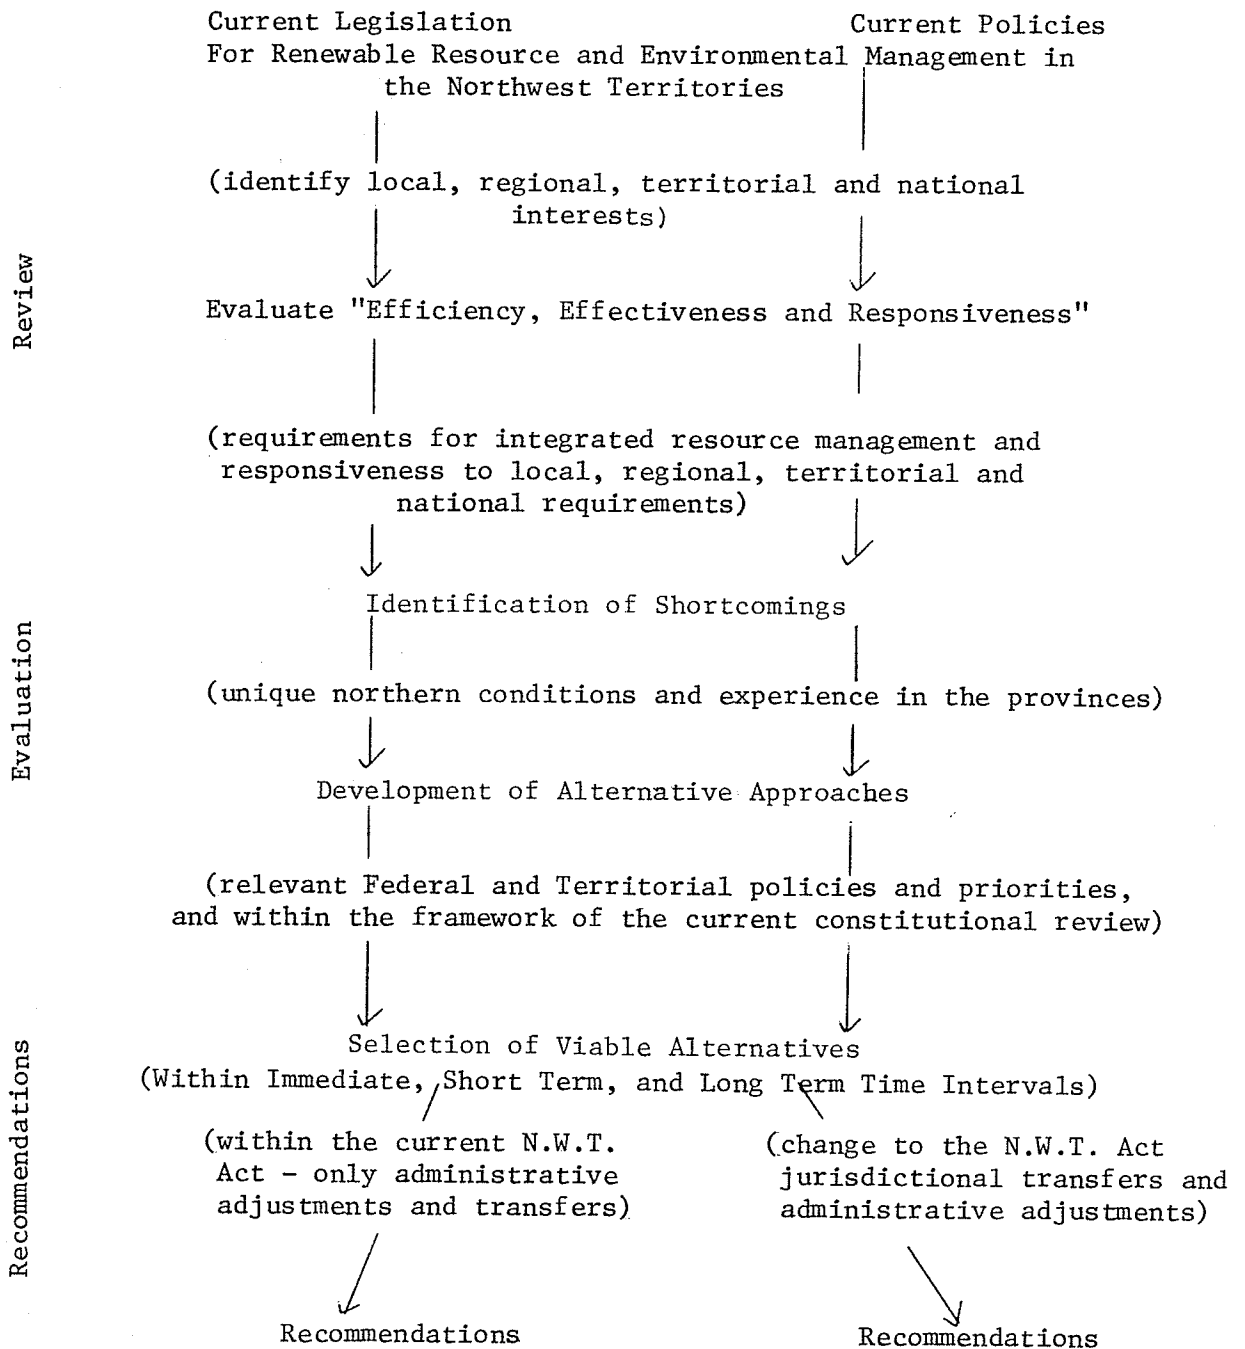 Current Legislation Current Policies
For Renewable Resource and Environmental Management in
the Northwest Territories
(identify local, regional, territorial and national
interests)
Review
Evaluate "Efficiency, Effectiveness and Responsiveness"
(requirements for integrated resource management and
responsiveness to local, regional, territorial and
national requirements)
Identification of Shortcomings
Evaluation
(unique northern conditions and experience in the provinces)
Development of Alternative Approaches
(relevant Federal and Territorial policies and priorities,
and within the framework of the current constitutional review)
Selection of Viable Alternatives
(Within Immediate, Short Term, and Long Term Time Intervals)
Recommendations
(within the current N.W.T.
Act - only administrative
adjustments and transfers)
(change to the N.W.T. Act
jurisdictional transfers and
administrative adjustments)
Recommendations
Recommendations